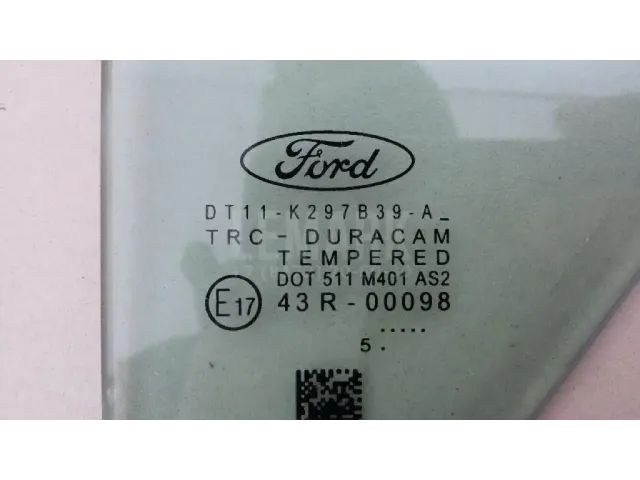 Ford
DT11-K297B39-A_
TRC - DURACAM
TEMPERED
DOT 511 M401 AS2
E17 43R-00098
.....
5 .